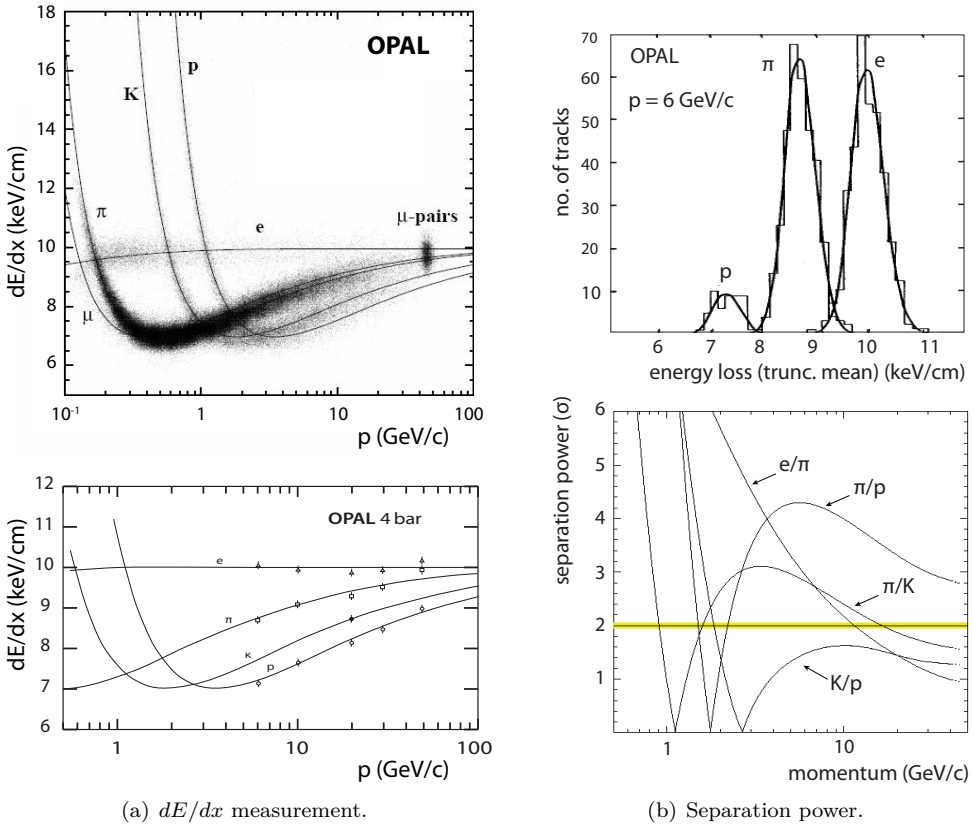 18
16
14
12
10
8
6
dE/dx (keV/cm)
OPAL
p
K
π
e
μ-pairs
μ
10⁻¹
1
10
100
p (GeV/c)
12
11
10
9
8
7
6
dE/dx (keV/cm)
OPAL 4 bar
e
π
K
p
1
10
100
p (GeV/c)
(a) dE/dx measurement.
70
60
50
40
30
20
10
no. of tracks
OPAL
p = 6 GeV/c
π
e
p
6
7
8
9
10
11
energy loss (trunc. mean) (keV/cm)
6
5
4
3
2
1
separation power (σ)
e/π
π/p
π/K
K/p
1
10
momentum (GeV/c)
(b) Separation power.